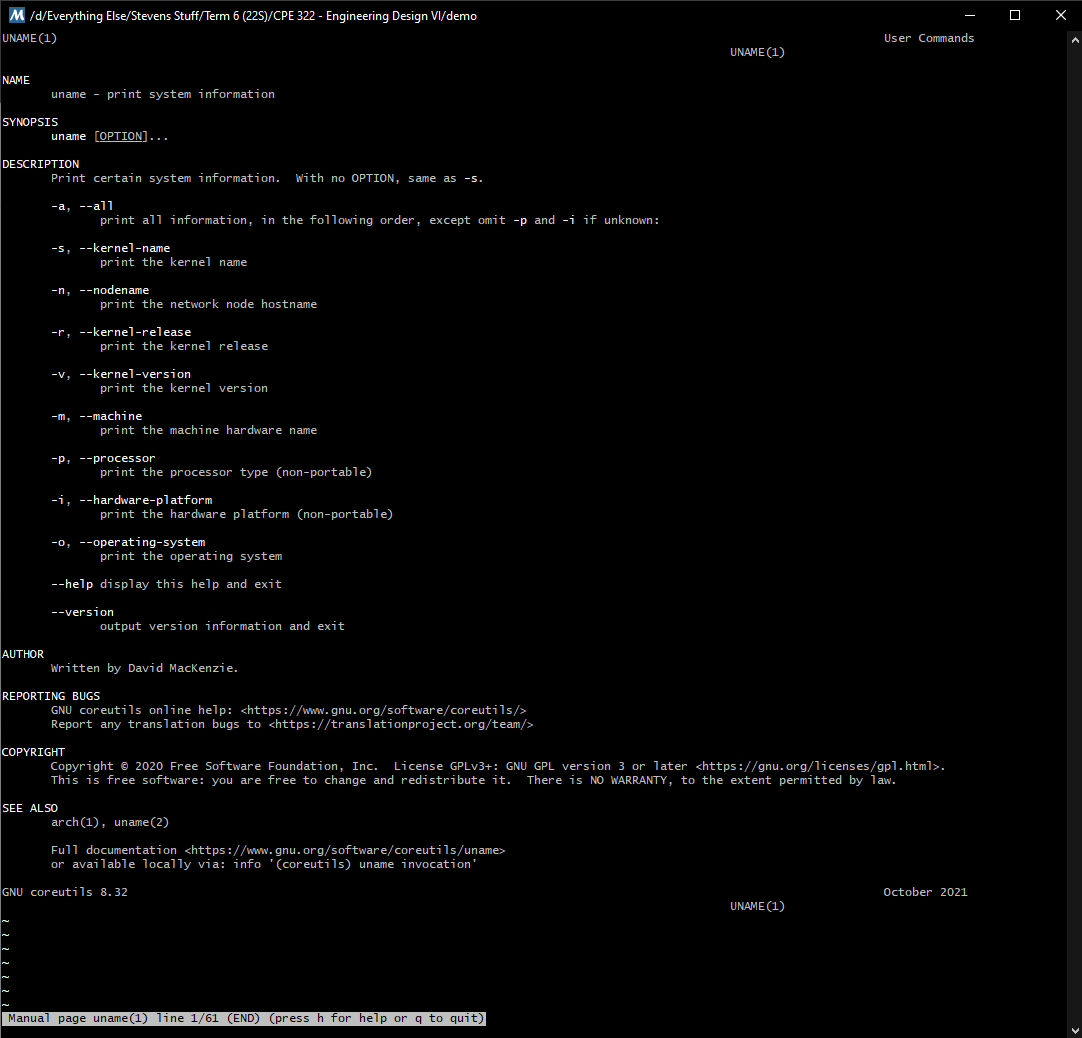 M /d/Everything Else/Stevens Stuff/Term 6 (22S)/CPE 322 - Engineering Design VI/demo
UNAME(1) User Commands
UNAME(1)
NAME
uname - print system information
SYNOPSIS
uname [OPTION]...
DESCRIPTION
Print certain system information.  With no OPTION, same as -s.
-a, --all
print all information, in the following order, except omit -p and -i if unknown:
-s, --kernel-name
print the kernel name
-n, --nodename
print the network node hostname
-r, --kernel-release
print the kernel release
-v, --kernel-version
print the kernel version
-m, --machine
print the machine hardware name
-p, --processor
print the processor type (non-portable)
-i, --hardware-platform
print the hardware platform (non-portable)
-o, --operating-system
print the operating system
--help display this help and exit
--version
output version information and exit
AUTHOR
Written by David MacKenzie.
REPORTING BUGS
GNU coreutils online help: <https://www.gnu.org/software/coreutils/>
Report any translation bugs to <https://translationproject.org/team/>
COPYRIGHT
Copyright © 2020 Free Software Foundation, Inc.  License GPLv3+: GNU GPL version 3 or later <https://gnu.org/licenses/gpl.html>.
This is free software: you are free to change and redistribute it.  There is NO WARRANTY, to the extent permitted by law.
SEE ALSO
arch(1), uname(2)
Full documentation <https://www.gnu.org/software/coreutils/uname>
or available locally via: info '(coreutils) uname invocation'
GNU coreutils 8.32 October 2021
UNAME(1)
~
~
~
~
~
~
~
Manual page uname(1) line 1/61 (END) (press h for help or q to quit)